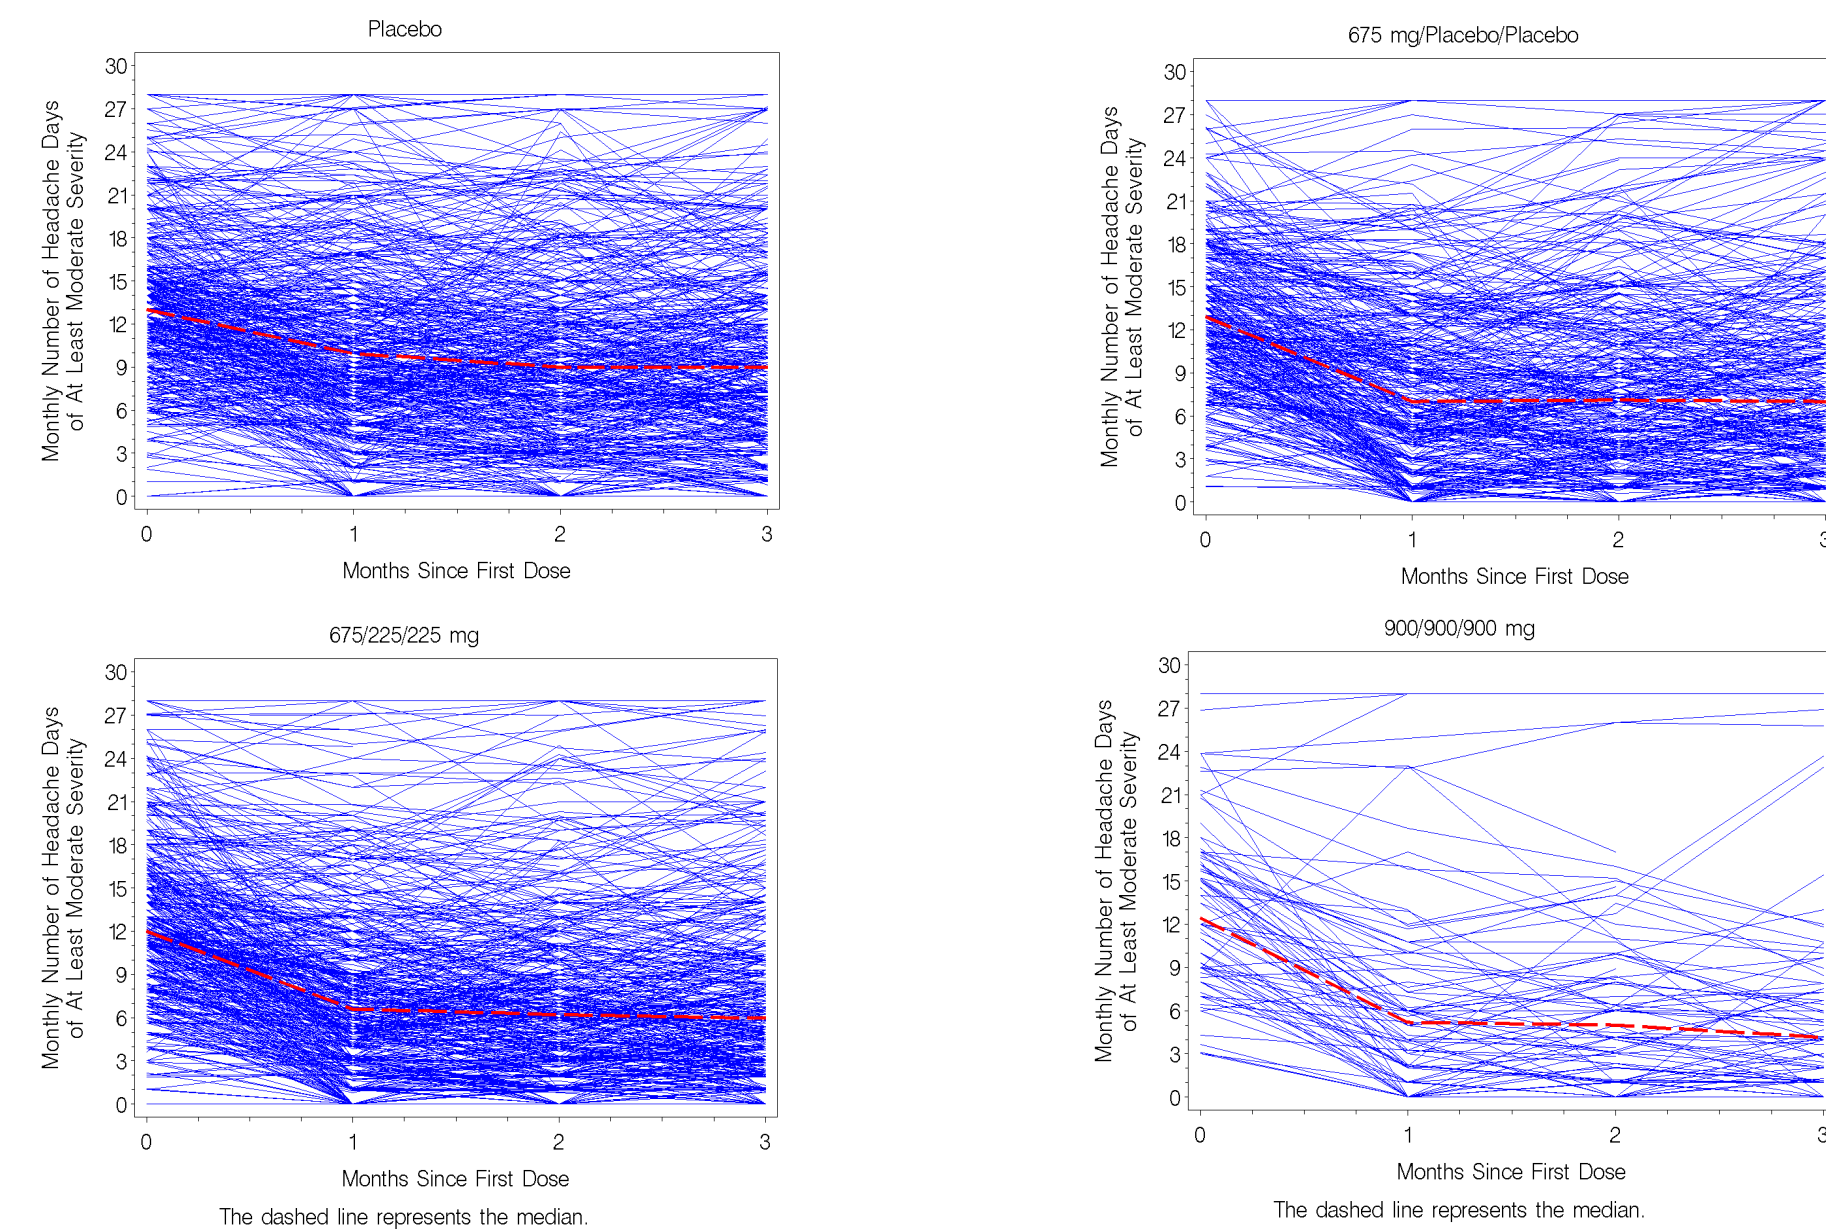 Placebo
Monthly Number of Headache Days
of At Least Moderate Severity
30
27
24
21
18
15
12
9
6
3
0
0 1 2 3
Months Since First Dose
675 mg/Placebo/Placebo
Monthly Number of Headache Days
of At Least Moderate Severity
30
27
24
21
18
15
12
9
6
3
0
0 1 2 3
Months Since First Dose
675/225/225 mg
Monthly Number of Headache Days
of At Least Moderate Severity
30
27
24
21
18
15
12
9
6
3
0
0 1 2 3
Months Since First Dose
The dashed line represents the median.
900/900/900 mg
Monthly Number of Headache Days
of At Least Moderate Severity
30
27
24
21
18
15
12
9
6
3
0
0 1 2 3
Months Since First Dose
The dashed line represents the median.